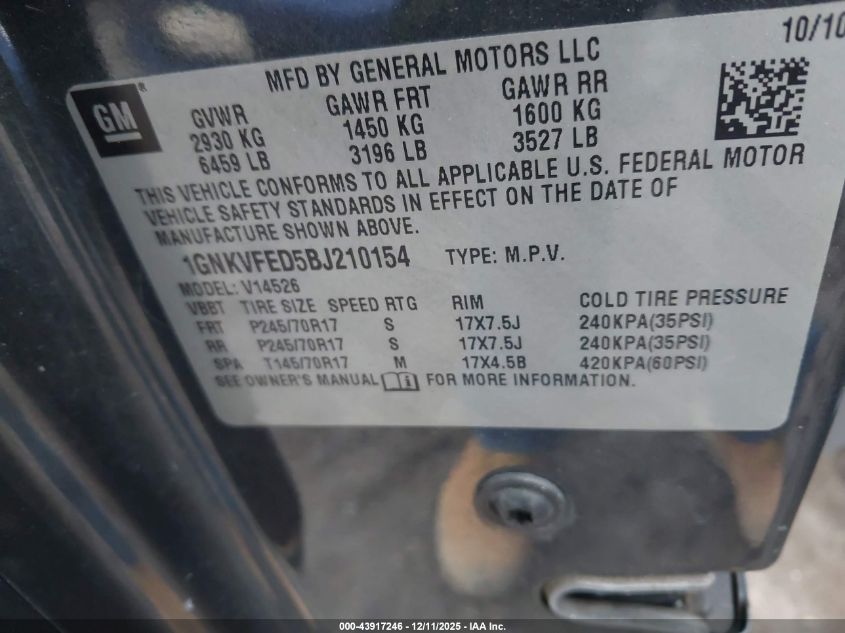 10/10
MFD BY GENERAL MOTORS LLC
GM
GVWR GAWR FRT GAWR RR
2930 KG 1450 KG 1600 KG
6459 LB 3196 LB 3527 LB
THIS VEHICLE CONFORMS TO ALL APPLICABLE U.S. FEDERAL MOTOR
VEHICLE SAFETY STANDARDS IN EFFECT ON THE DATE OF
MANUFACTURE SHOWN ABOVE.
1GNKVFED5BJ210154 TYPE: M.P.V.
MODEL: V14526
VBBT TIRE SIZE SPEED RTG RIM COLD TIRE PRESSURE
FRT P245/70R17 S 17X7.5J 240KPA(35PSI)
RR P245/70R17 S 17X7.5J 240KPA(35PSI)
SPA T145/70R17 M 17X4.5B 420KPA(60PSI)
SEE OWNER'S MANUAL FOR MORE INFORMATION.
000-43917246 - 12/11/2025 - IAA Inc.